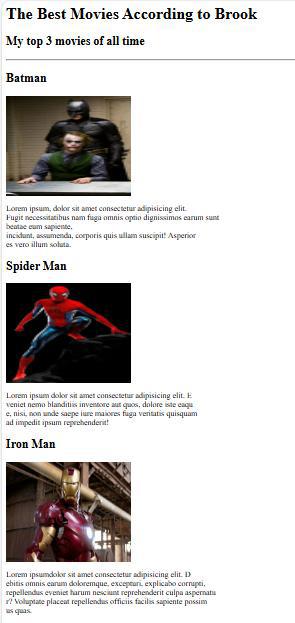 The Best Movies According to Brook
My top 3 movies of all time
Batman
Lorem ipsum, dolor sit amet consectetur adipisicing elit.
Fugit necessitatibus nam fuga omnis optio dignissimos earum sunt
beatae eum sapiente,
incidunt, assumenda, corporis quis ullam suscipit! Asperior
es vero illum soluta.
Spider Man
Lorem ipsum dolor sit amet consectetur adipisicing elit. E
veniet nemo blanditiis inventore aut quos, dolore iste eaqu
e, nisi, non unde saepe iure maiores fuga veritatis quisquam
ad impedit ipsum reprehenderit!
Iron Man
Lorem ipsumdolor sit amet consectetur adipisicing elit. D
ebitis omnis earum doloremque, excepturi, explicabo corrupti,
repellendus eveniet harum nesciunt reprehenderit culpa aspernatu
r? Voluptate placeat repellendus officiis facilis sapiente possim
us quas.